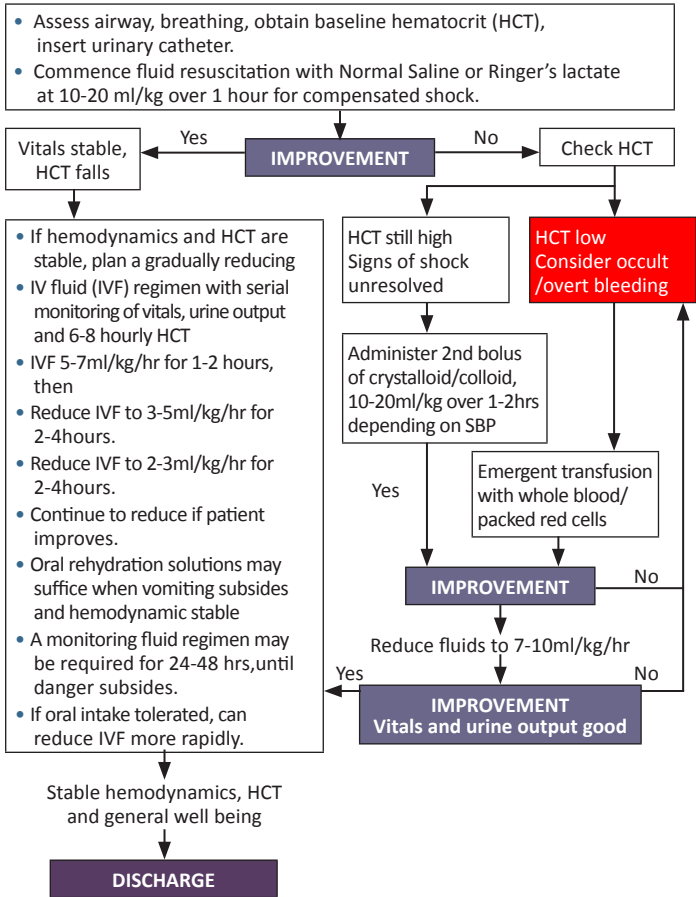 • Assess airway, breathing, obtain baseline hematocrit (HCT),
insert urinary catheter.
• Commence fluid resuscitation with Normal Saline or Ringer’s lactate
at 10-20 ml/kg over 1 hour for compensated shock.
Yes
IMPROVEMENT
No
Vitals stable,
HCT falls
Check HCT
• If hemodynamics and HCT are
stable, plan a gradually reducing
• IV fluid (IVF) regimen with serial
monitoring of vitals, urine output
and 6-8 hourly HCT
• IVF 5-7ml/kg/hr for 1-2 hours,
then
• Reduce IVF to 3-5ml/kg/hr for
2-4hours.
• Reduce IVF to 2-3ml/kg/hr for
2-4hours.
• Continue to reduce if patient
improves.
• Oral rehydration solutions may
suffice when vomiting subsides
and hemodynamic stable
• A monitoring fluid regimen may
be required for 24-48 hrs,until
danger subsides.
• If oral intake tolerated, can
reduce IVF more rapidly.
HCT still high
Signs of shock
unresolved
HCT low
Consider occult
/overt bleeding
Administer 2nd bolus
of crystalloid/colloid,
10-20ml/kg over 1-2hrs
depending on SBP
Yes
Emergent transfusion
with whole blood/
packed red cells
IMPROVEMENT
No
Reduce fluids to 7-10ml/kg/hr
Yes
No
IMPROVEMENT
Vitals and urine output good
Stable hemodynamics, HCT
and general well being
DISCHARGE